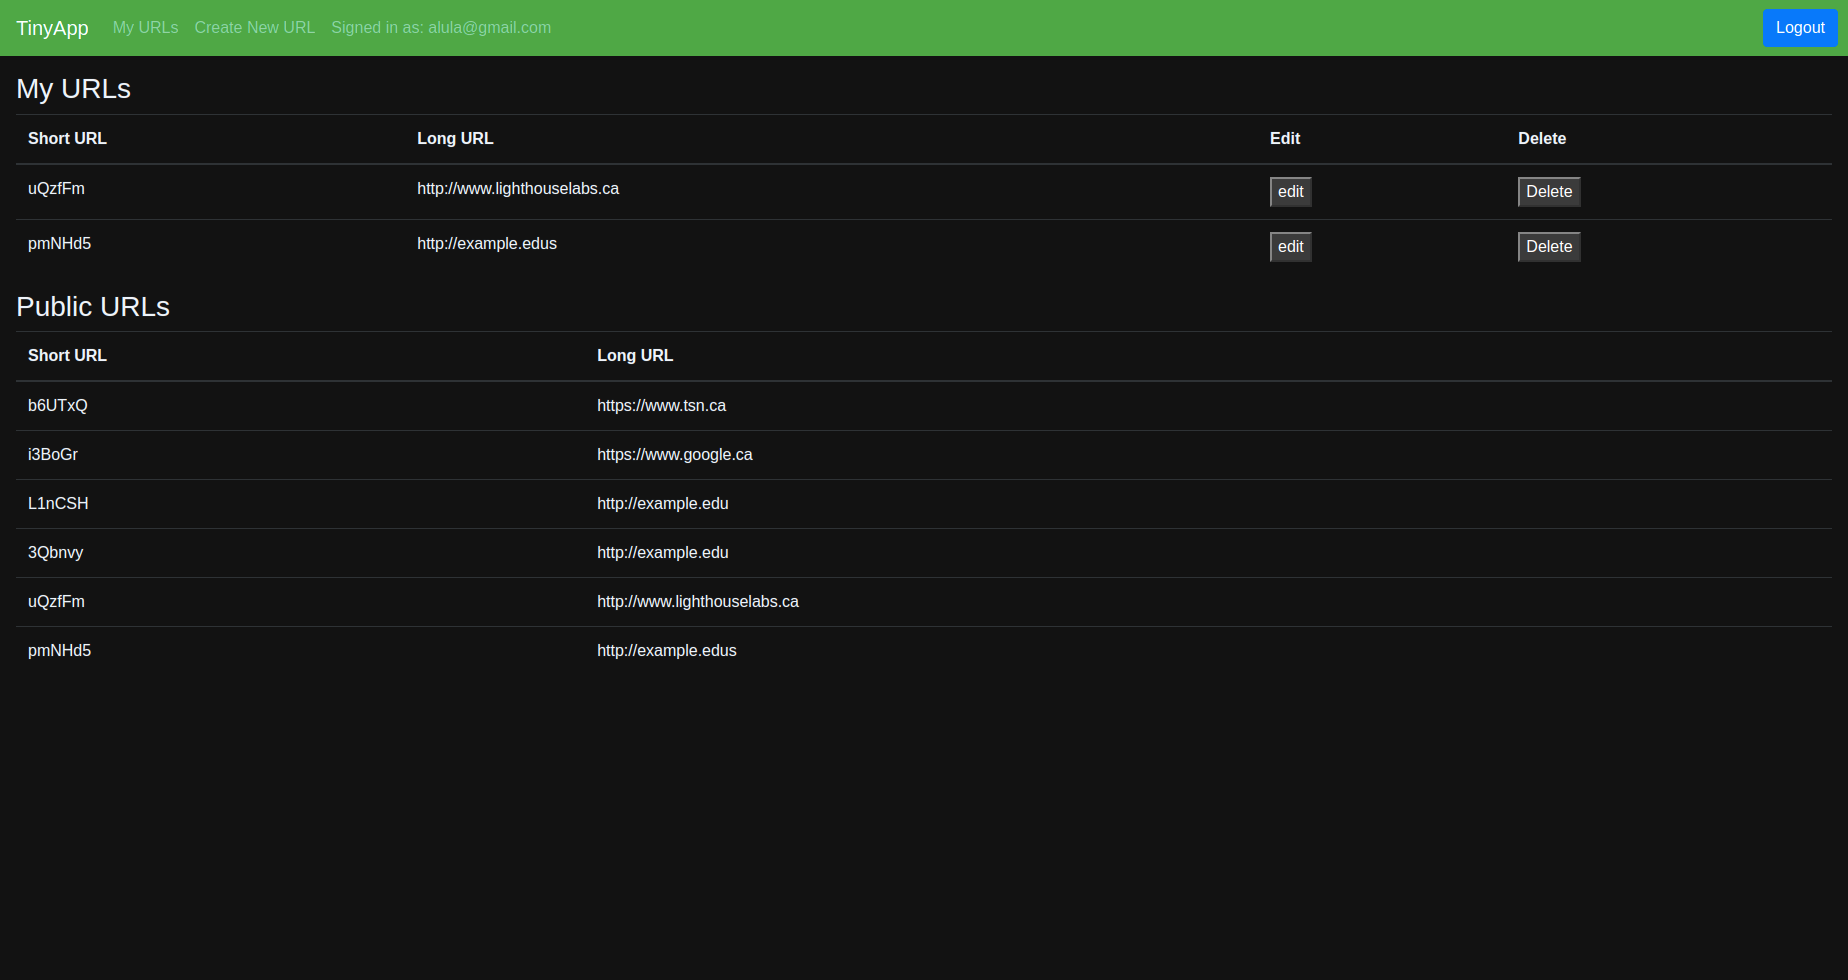 TinyApp My URLs Create New URL Signed in as: alula@gmail.com Logout
My URLs
Short URL Long URL Edit Delete
uQzfFm http://www.lighthouselabs.ca edit Delete
pmNHd5 http://example.edus edit Delete
Public URLs
Short URL Long URL
b6UTxQ https://www.tsn.ca
i3BoGr https://www.google.ca
L1nCSH http://example.edu
3Qbnvy http://example.edu
uQzfFm http://www.lighthouselabs.ca
pmNHd5 http://example.edus